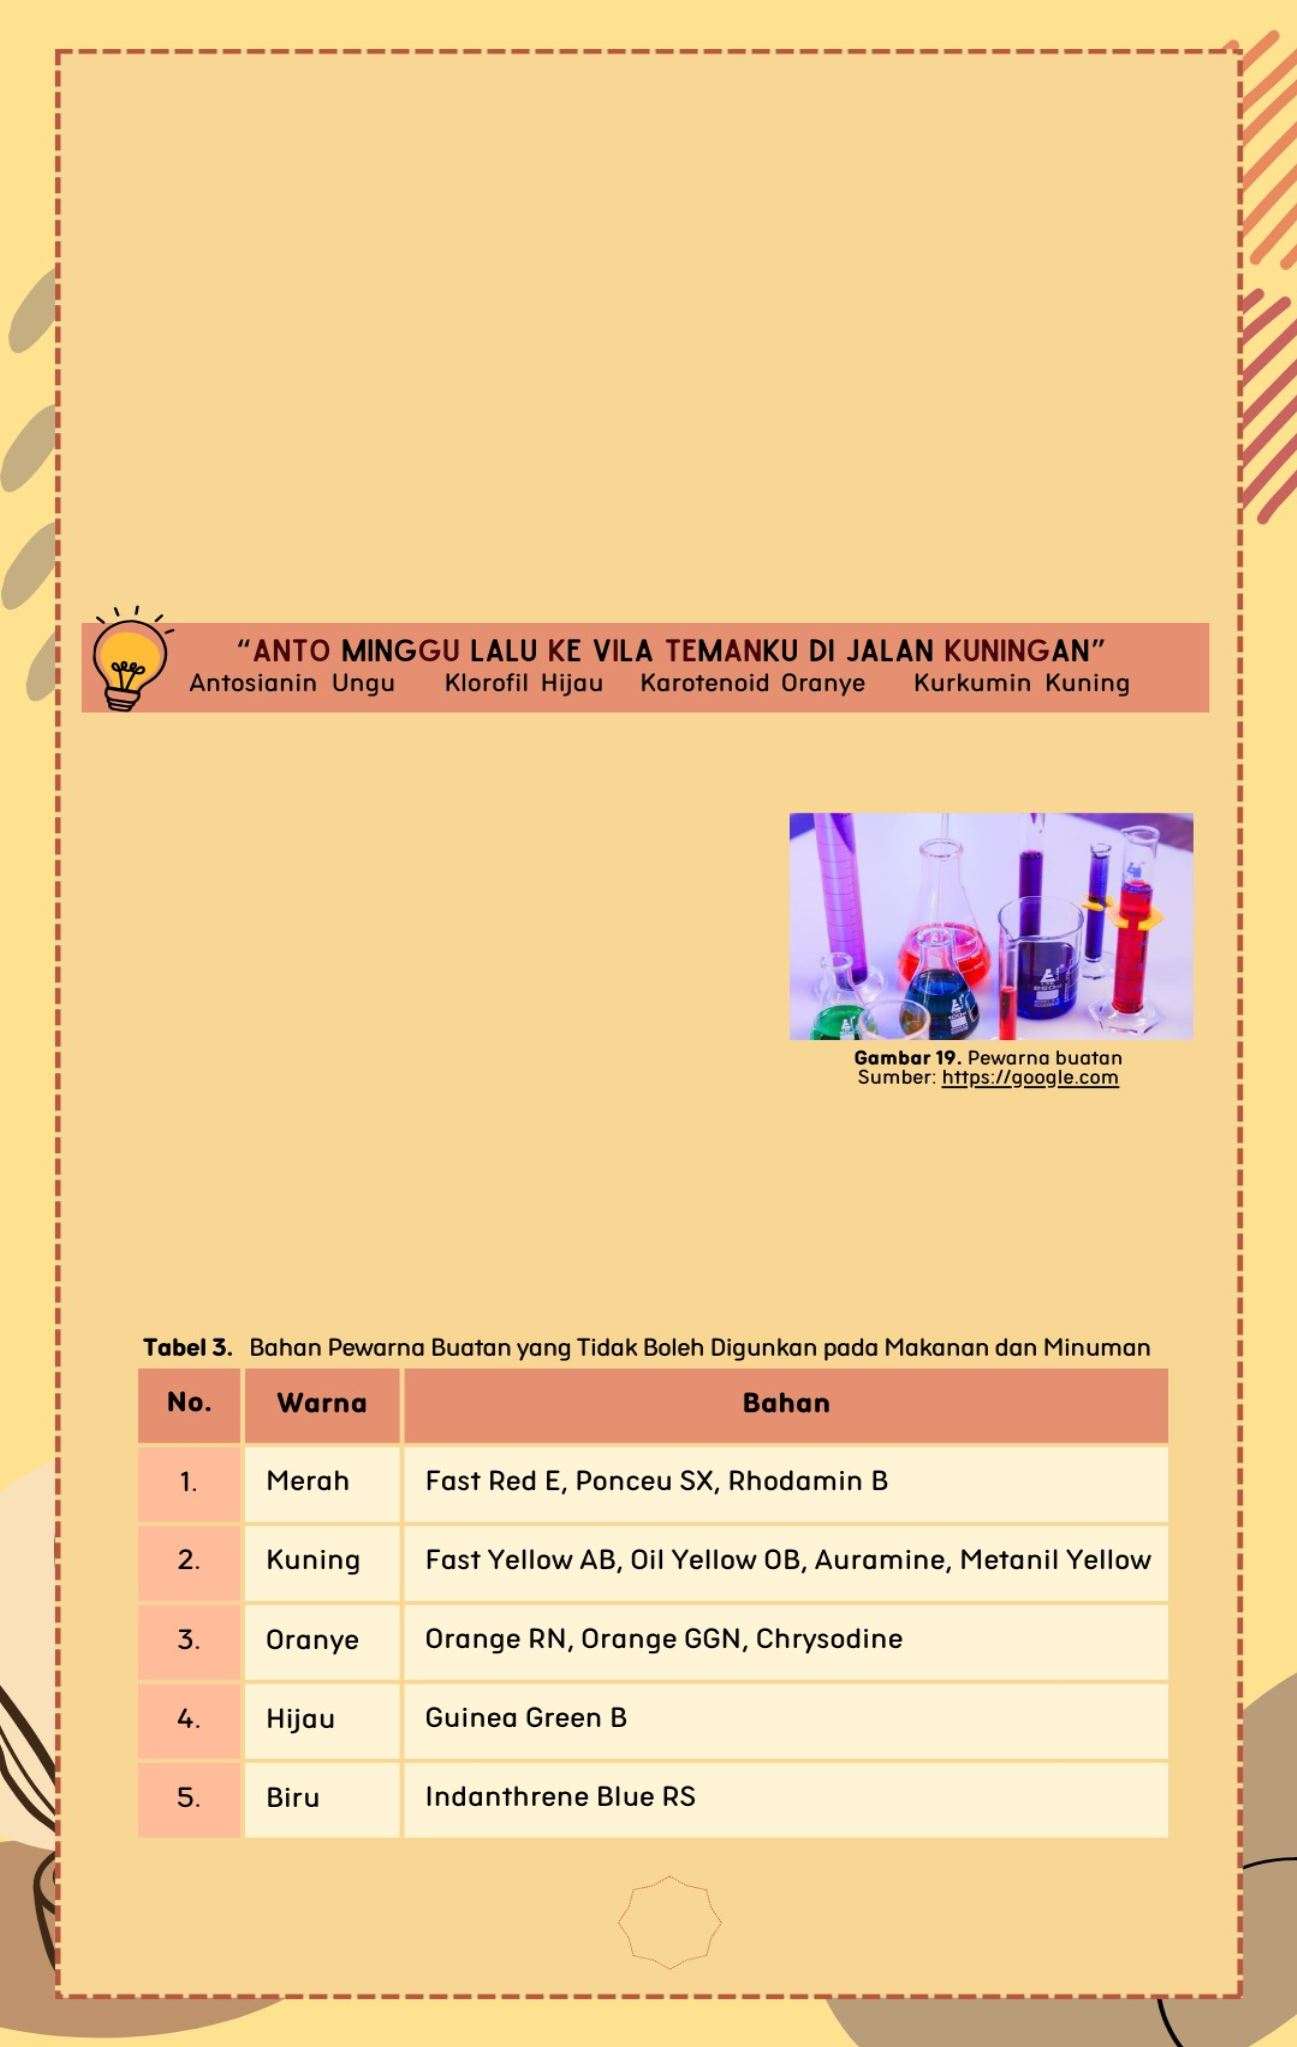 “ANTO MINGGU LALU KE VILA TEMANKU DI JALAN KUNINGAN”
Antosianin Ungu Klorofil Hijau Karotenoid Oranye Kurkumin Kuning
Gambar 19. Pewarna buatan
Sumber: https://google.com
Tabel 3. Bahan Pewarna Buatan yang Tidak Boleh Digunkan pada Makanan dan Minuman
No. Warna Bahan
1. Merah Fast Red E, Ponceu SX, Rhodamin B
2. Kuning Fast Yellow AB, Oil Yellow OB, Auramine, Metanil Yellow
3. Oranye Orange RN, Orange GGN, Chrysodine
4. Hijau Guinea Green B
5. Biru Indanthrene Blue RS